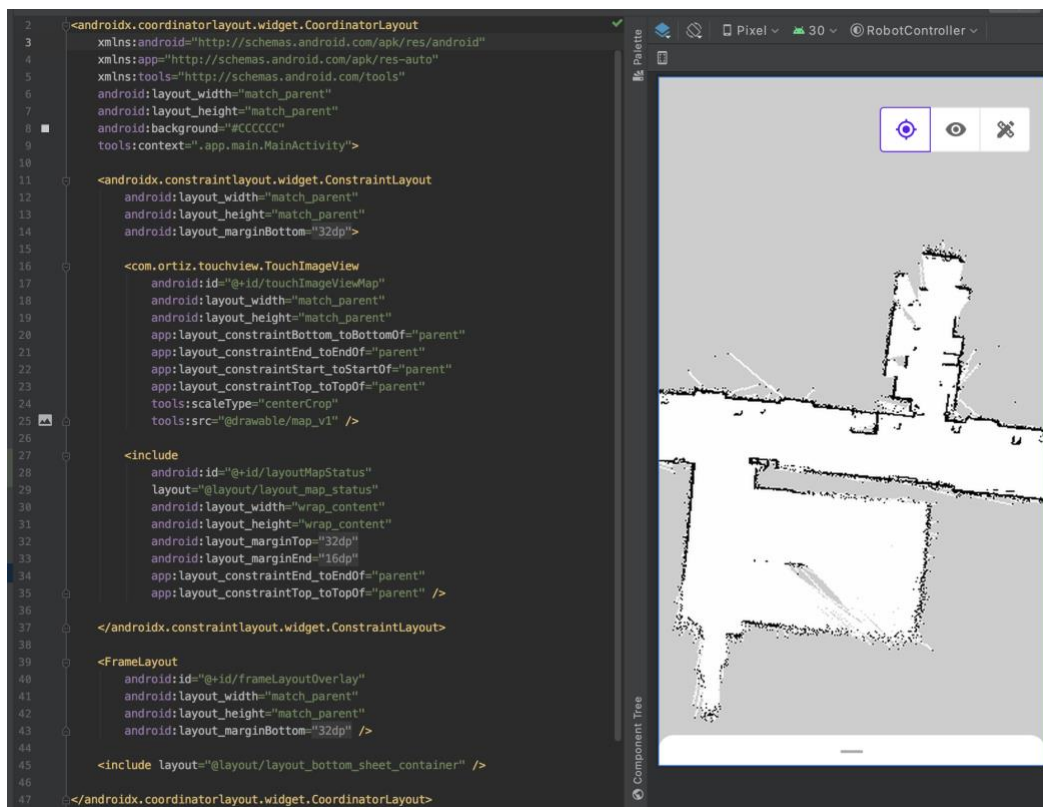 Palette
Pixel
30
RobotController
2 <androidx.coordinatorlayout.widget.CoordinatorLayout
3 xmlns:android="http://schemas.android.com/apk/res/android"
4 xmlns:app="http://schemas.android.com/apk/res-auto"
5 xmlns:tools="http://schemas.android.com/tools"
6 android:layout_width="match_parent"
7 android:layout_height="match_parent"
8 android:background="#CCCCCC"
9 tools:context=".app.main.MainActivity">
10
11 <androidx.constraintlayout.widget.ConstraintLayout
12 android:layout_width="match_parent"
13 android:layout_height="match_parent"
14 android:layout_marginBottom="32dp">
15
16 <com.ortiz.touchview.TouchImageView
17 android:id="@+id/touchImageViewMap"
18 android:layout_width="match_parent"
19 android:layout_height="match_parent"
20 app:layout_constraintBottom_toBottomOf="parent"
21 app:layout_constraintEnd_toEndOf="parent"
22 app:layout_constraintStart_toStartOf="parent"
23 app:layout_constraintTop_toTopOf="parent"
24 tools:scaleType="centerCrop"
25 tools:src="@drawable/map_v1" />
26
27 <include
28 android:id="@+id/layoutMapStatus"
29 layout="@layout/layout_map_status"
30 android:layout_width="wrap_content"
31 android:layout_height="wrap_content"
32 android:layout_marginTop="32dp"
33 android:layout_marginEnd="16dp"
34 app:layout_constraintEnd_toEndOf="parent"
35 app:layout_constraintTop_toTopOf="parent" />
36
37 </androidx.constraintlayout.widget.ConstraintLayout>
38
39 <FrameLayout
40 android:id="@+id/frameLayoutOverlay"
41 android:layout_width="match_parent"
42 android:layout_height="match_parent"
43 android:layout_marginBottom="32dp" />
44
45 <include layout="@layout/layout_bottom_sheet_container" />
46
47 </androidx.coordinatorlayout.widget.CoordinatorLayout>
Component Tree